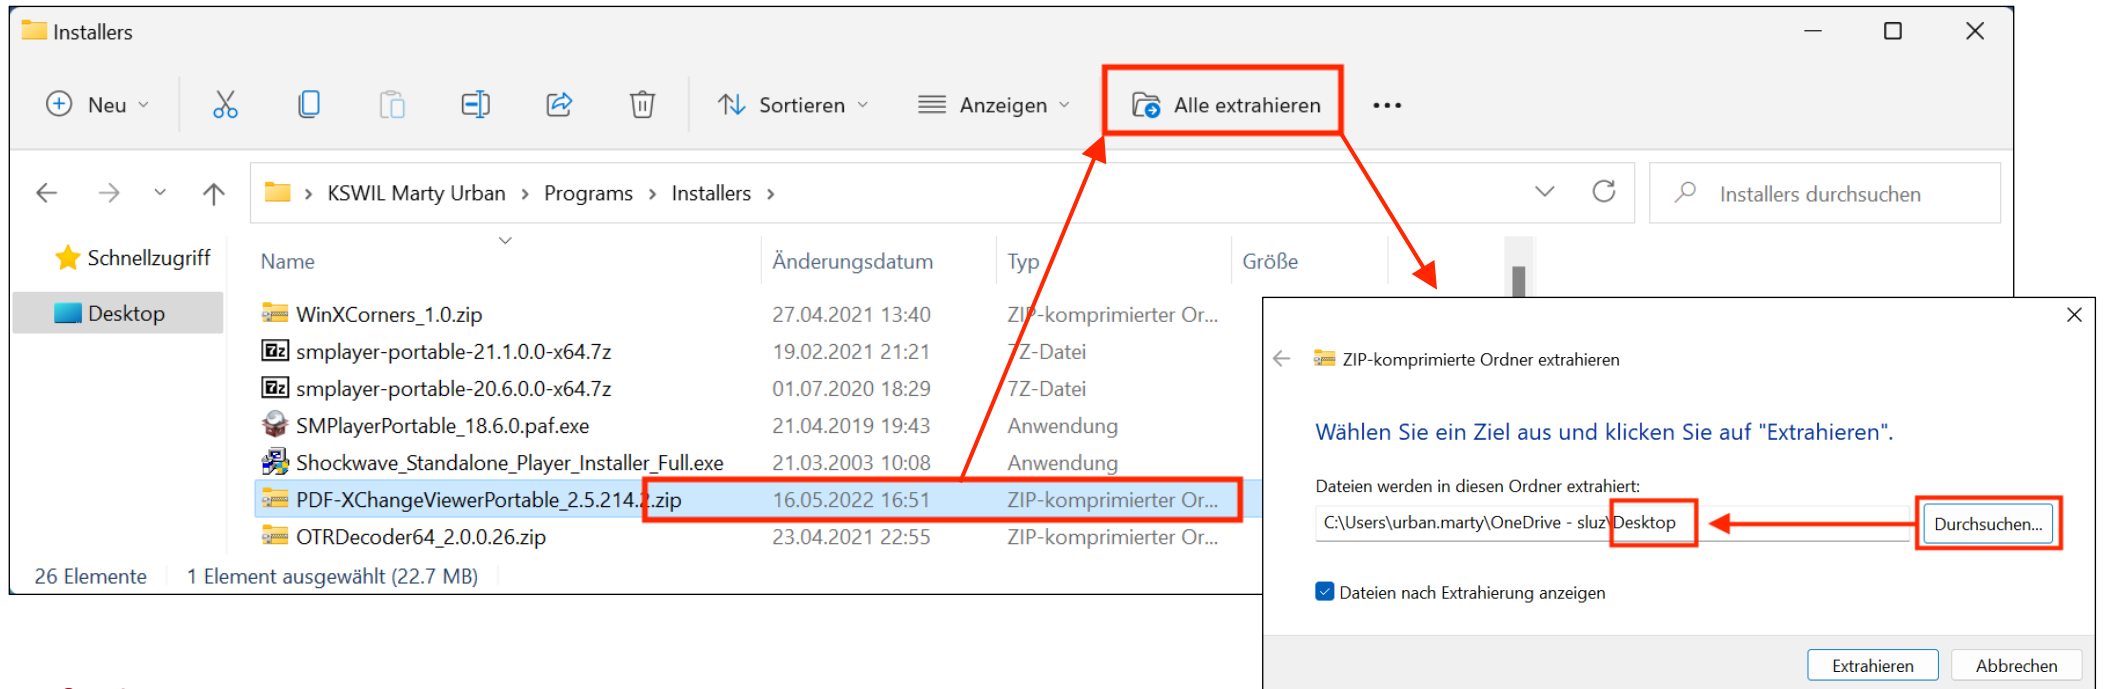 Installers
Neu
Sortieren
Anzeigen
Alle extrahieren
KSWIL Marty Urban > Programs > Installers >
Installers durchsuchen
Schnellzugriff
Desktop
Name Änderungsdatum Typ Größe
WinXCorners_1.0.zip 27.04.2021 13:40 ZIP-komprimierter Or...
smplayer-portable-21.1.0.0-x64.7z 19.02.2021 21:21 7Z-Datei
smplayer-portable-20.6.0.0-x64.7z 01.07.2020 18:29 7Z-Datei
SMPlayerPortable_18.6.0.paf.exe 21.04.2019 19:43 Anwendung
Shockwave_Standalone_Player_Installer_Full.exe 21.03.2003 10:08 Anwendung
PDF-XChangeViewerPortable_2.5.214.2.zip 16.05.2022 16:51 ZIP-komprimierter Or...
OTRDecoder64_2.0.0.26.zip 23.04.2021 22:55 ZIP-komprimierter Or...
26 Elemente 1 Element ausgewählt (22.7 MB)
ZIP-komprimierte Ordner extrahieren
Wählen Sie ein Ziel aus und klicken Sie auf "Extrahieren".
Dateien werden in diesen Ordner extrahiert:
C:\Users\urban.marty\OneDrive - sluz\Desktop
Durchsuchen...
Dateien nach Extrahierung anzeigen
Extrahieren
Abbrechen